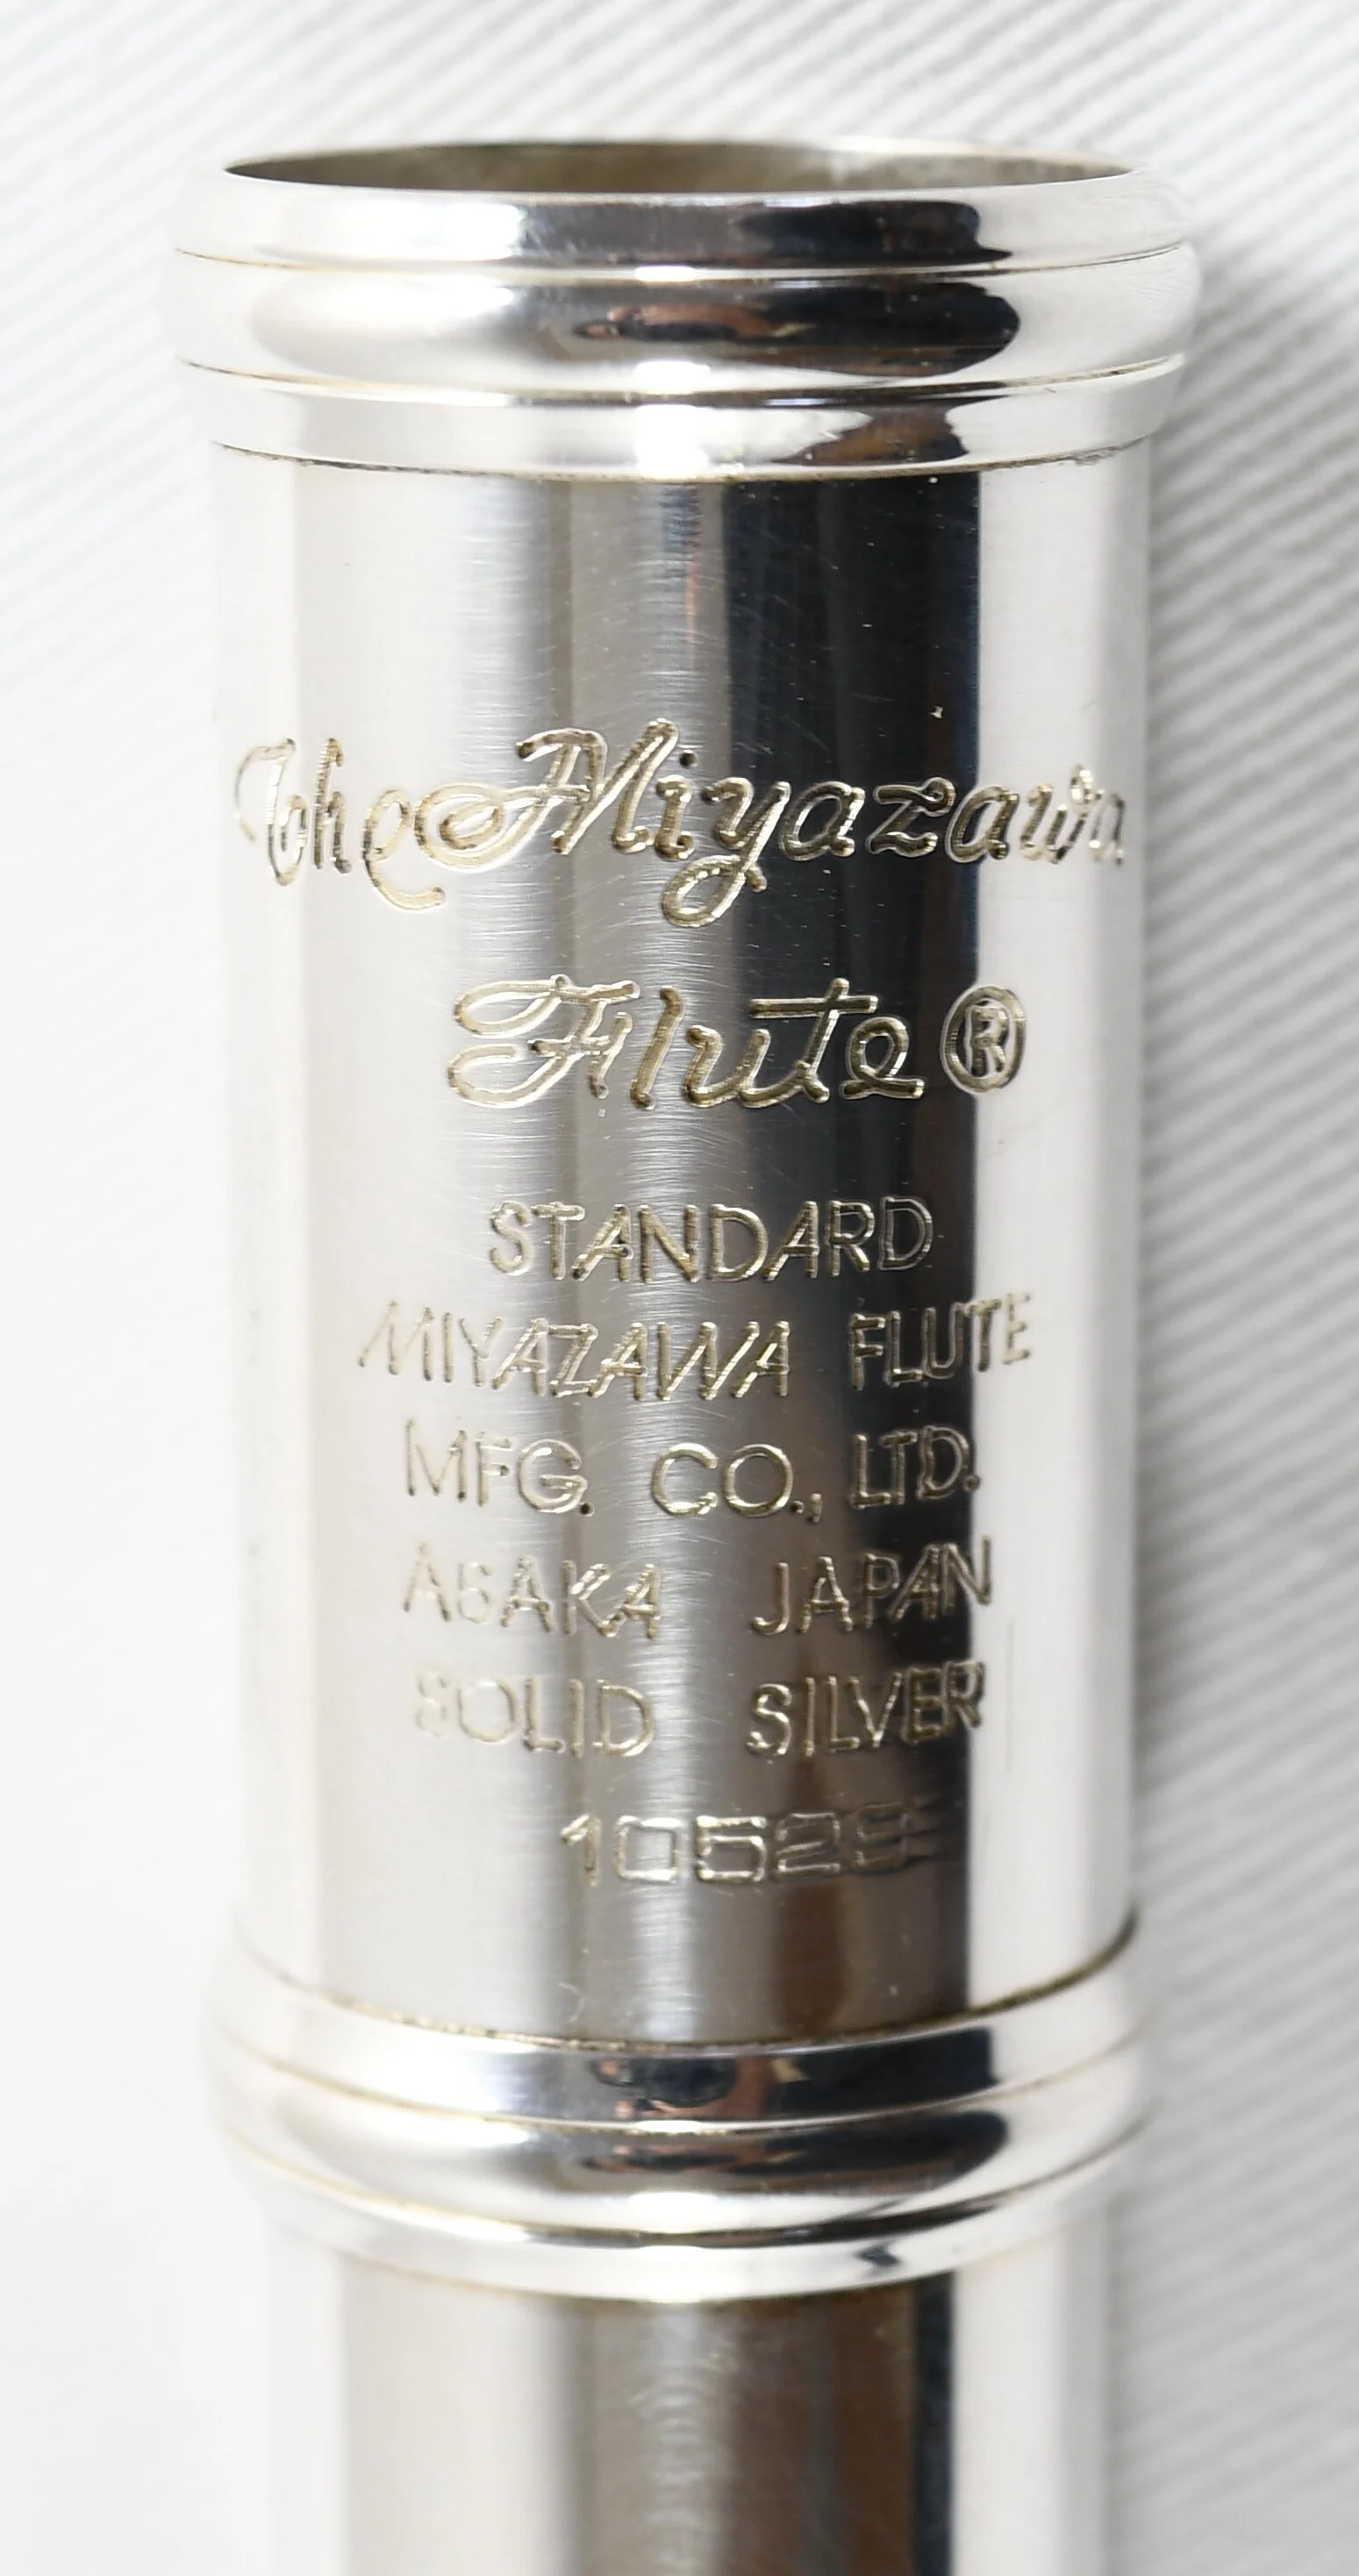 The Miyazawa
Flute®
STANDARD
MIYAZAWA FLUTE
MFG. CO., LTD.
ASAKA JAPAN
SOLID SILVER